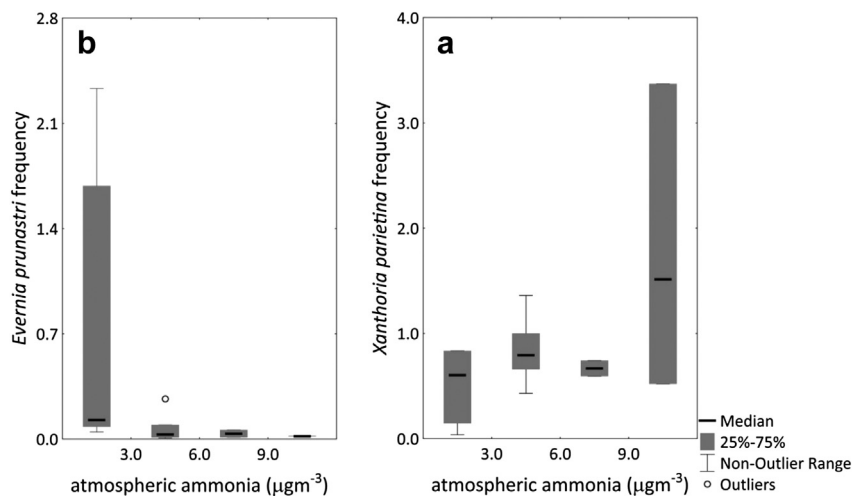 b
2.8
2.1
1.4
0.7
0.0
Evernia prunastri frequency
3.0 6.0 9.0
atmospheric ammonia (μgm-3)
a
4.0
3.0
2.0
1.0
0.0
Xanthoria parietina frequency
3.0 6.0 9.0
atmospheric ammonia (μgm-3)
Median
25%-75%
Non-Outlier Range
Outliers